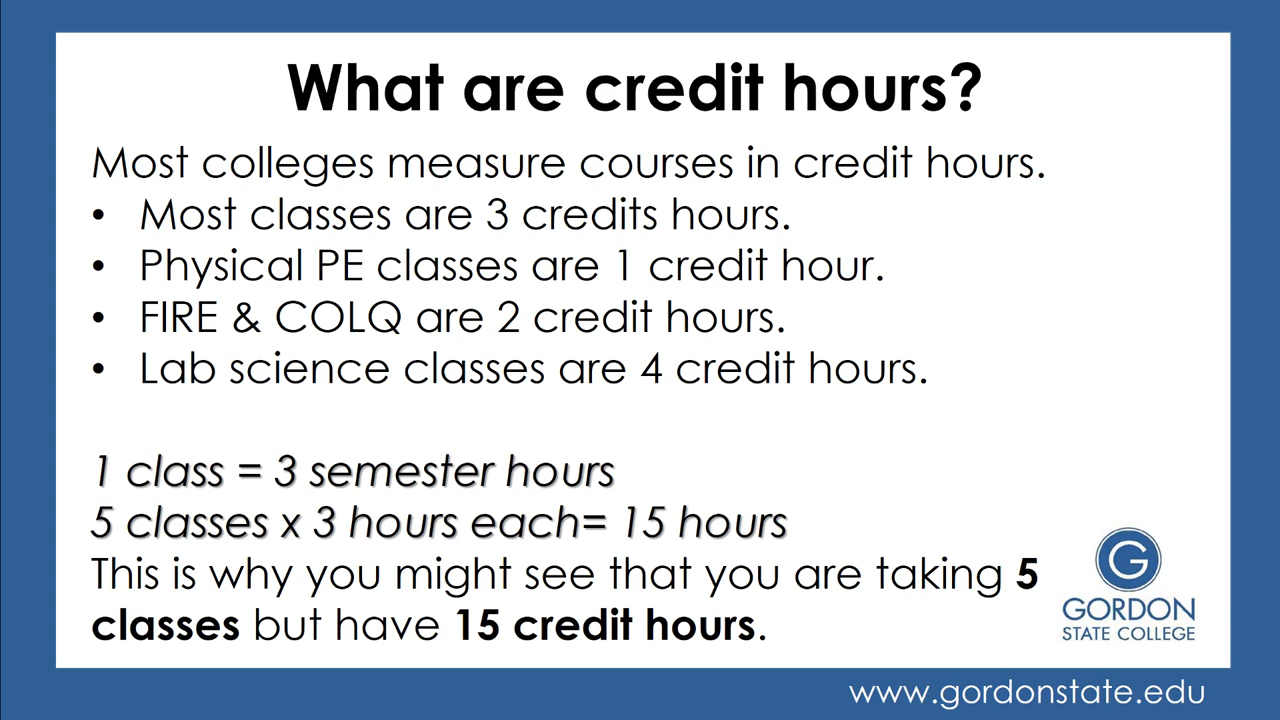 What are credit hours?
Most colleges measure courses in credit hours.
• Most classes are 3 credits hours.
• Physical PE classes are 1 credit hour.
• FIRE & COLQ are 2 credit hours.
• Lab science classes are 4 credit hours.
1 class = 3 semester hours
5 classes x 3 hours each= 15 hours
This is why you might see that you are taking 5
classes but have 15 credit hours.
G
GORDON
STATE COLLEGE
www.gordonstate.edu